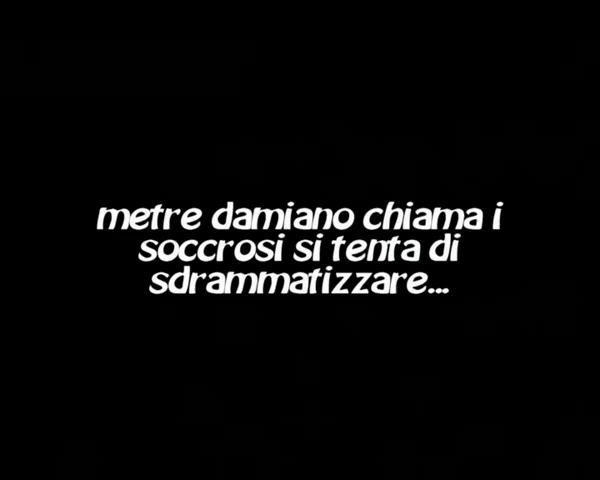 metre damiano chiama i
soccrosi si tenta di
sdrammatizzare...